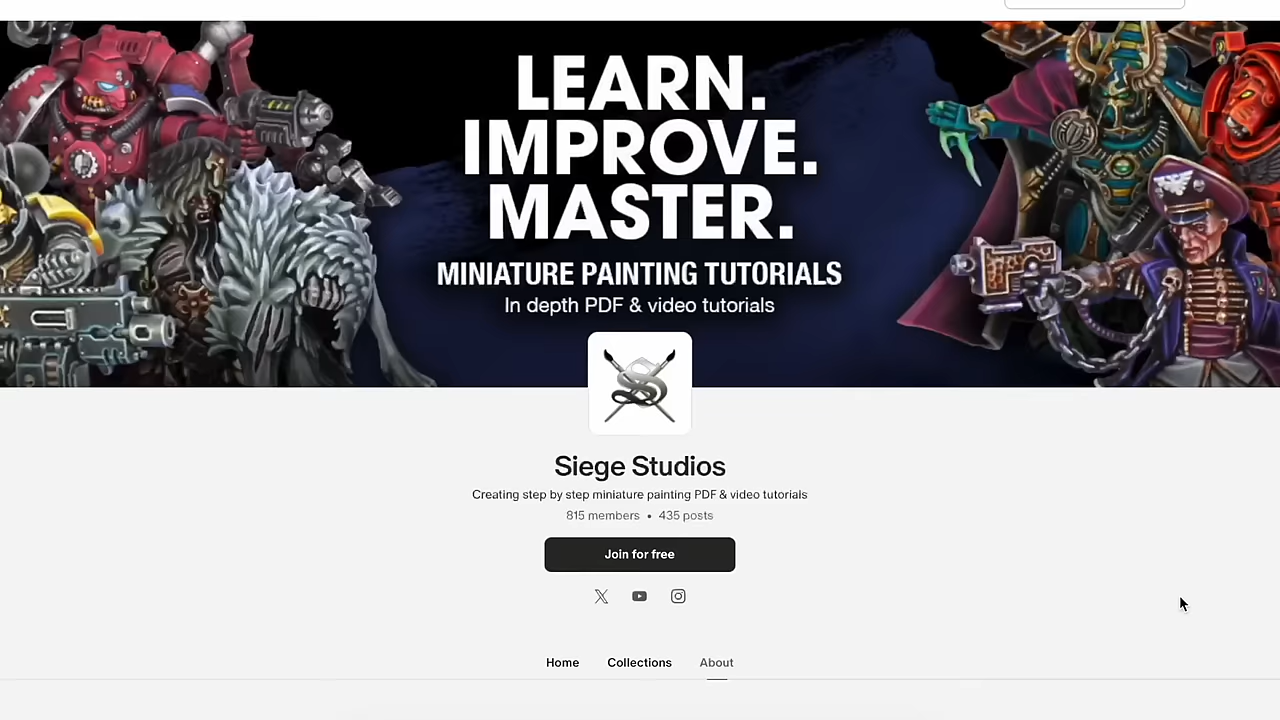 LEARN.
IMPROVE.
MASTER.
MINIATURE PAINTING TUTORIALS
In depth PDF & video tutorials
Siege Studios
Creating step by step miniature painting PDF & video tutorials
815 members • 435 posts
Join for free
Home Collections About